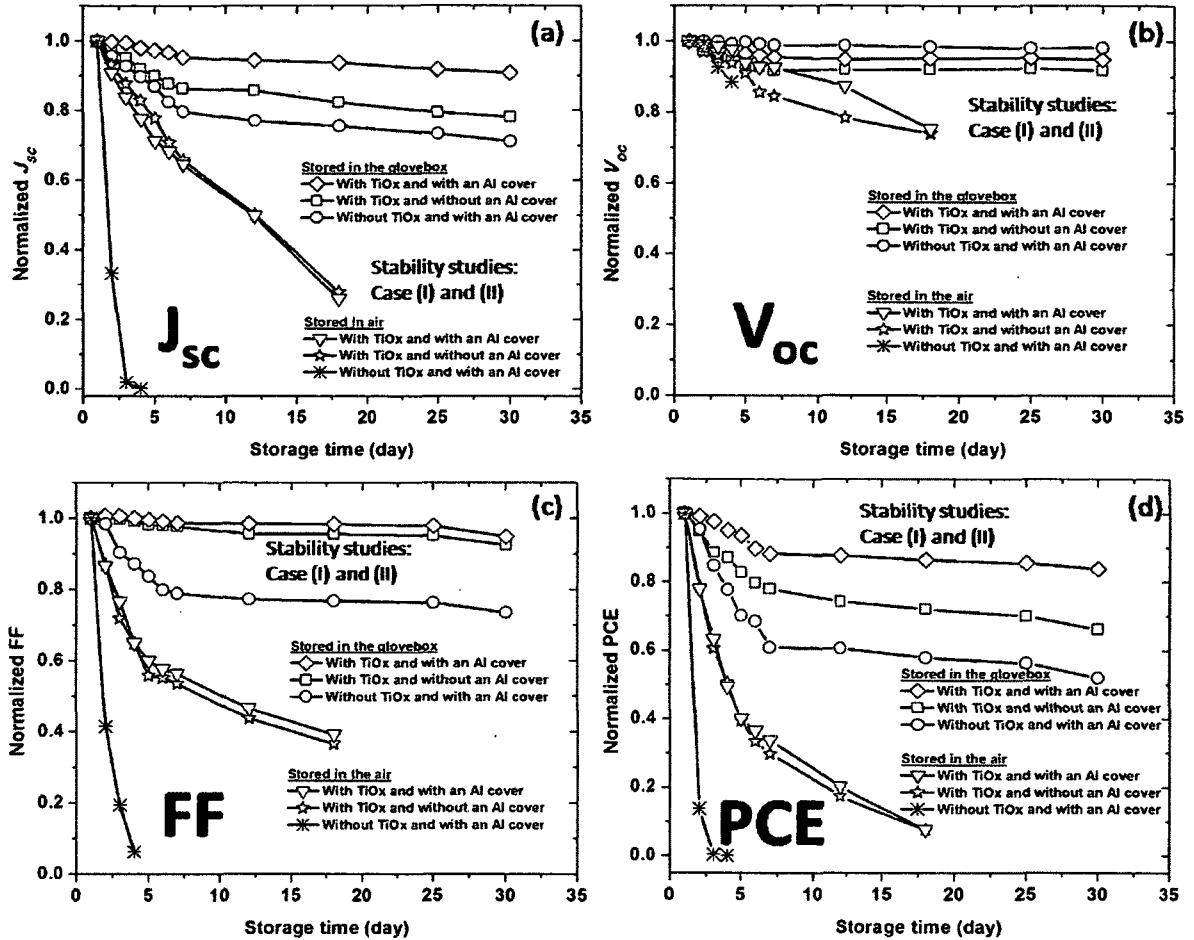 (a)
1.0
0.8
0.6
0.4
0.2
0.0
Normalized Jsc
Stored in the glovebox
With TiOx and with an Al cover
With TiOx and without an Al cover
Without TiOx and with an Al cover
Stability studies:
Case (I) and (II)
Stored in air
With TiOx and with an Al cover
With TiOx and without an Al cover
Without TiOx and with an Al cover
Jsc
0 5 10 15 20 25 30 35
Storage time (day)
(b)
1.0
0.8
0.6
0.4
0.2
0.0
Normalized Voc
Stability studies:
Case (I) and (II)
Stored in the glovebox
With TiOx and with an Al cover
With TiOx and without an Al cover
Without TiOx and with an Al cover
Stored in the air
With TiOx and with an Al cover
With TiOx and without an Al cover
Without TiOx and with an Al cover
Voc
0 5 10 15 20 25 30 35
Storage time (day)
(c)
1.0
0.8
0.6
0.4
0.2
0.0
Normalized FF
Stability studies:
Case (I) and (II)
Stored in the glovebox
With TiOx and with an Al cover
With TiOx and without an Al cover
Without TiOx and with an Al cover
Stored in the air
With TiOx and with an Al cover
With TiOx and without an Al cover
Without TiOx and with an Al cover
FF
0 5 10 15 20 25 30 35
Storage time (day)
(d)
1.0
0.8
0.6
0.4
0.2
0.0
Normalized PCE
Stability studies:
Case (I) and (II)
Stored in the glovebox
With TiOx and with an Al cover
With TiOx and without an Al cover
Without TiOx and with an Al cover
Stored in the air
With TiOx and with an Al cover
With TiOx and without an Al cover
Without TiOx and with an Al cover
PCE
0 5 10 15 20 25 30 35
Storage time (day)